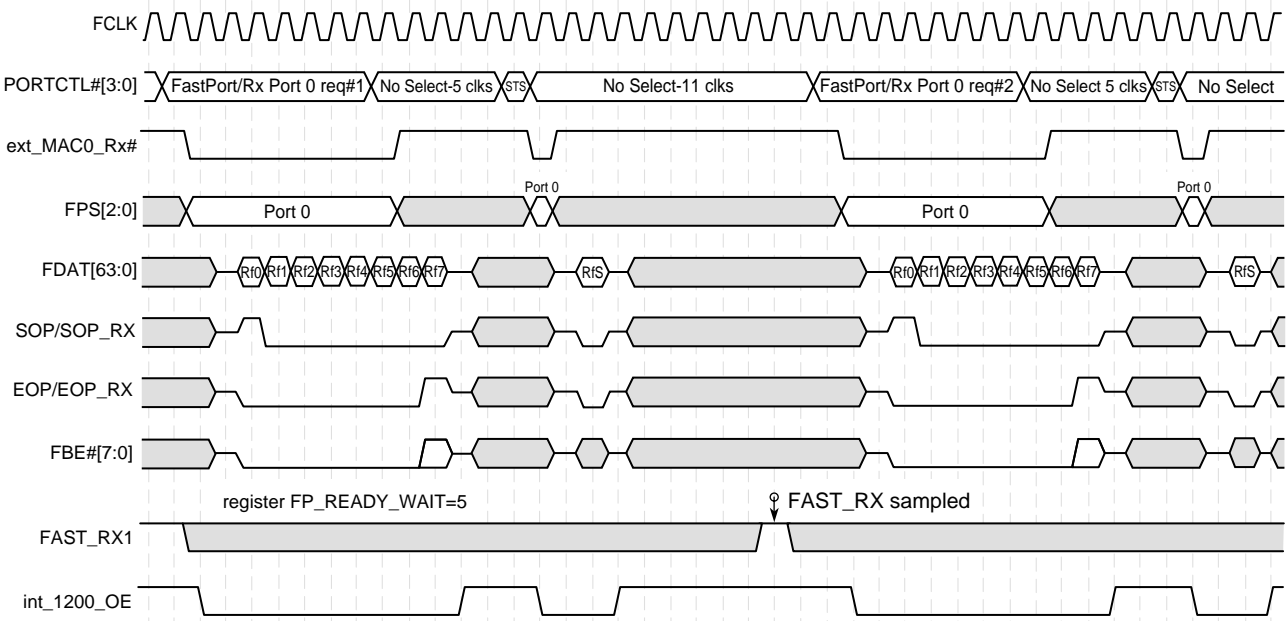 FCLK
PORTCTL#[3:0] FastPort/Rx Port 0 req#1 No Select-5 clks STS No Select-11 clks FastPort/Rx Port 0 req#2 No Select 5 clks STS No Select
ext_MAC0_Rx#
Port 0 Port 0
FPS[2:0] Port 0 Port 0
FDAT[63:0] Rf0 Rf1 Rf2 Rf3 Rf4 Rf5 Rf6 Rf7 RfS Rf0 Rf1 Rf2 Rf3 Rf4 Rf5 Rf6 Rf7 RfS
SOP/SOP_RX
EOP/EOP_RX
FBE#[7:0]
register FP_READY_WAIT=5 FAST_RX sampled
FAST_RX1
int_1200_OE